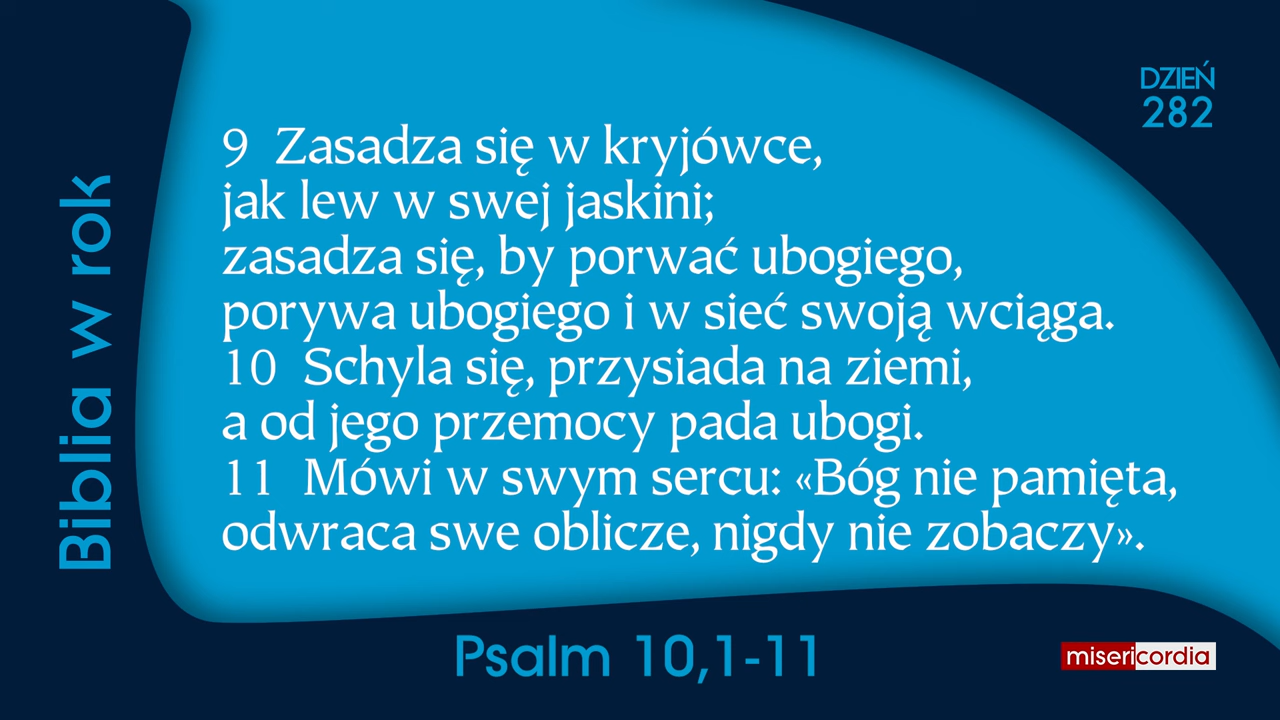 DZIEŃ
282
Biblia w rok
9 Zasadza się w kryjówce,
jak lew w swej jaskini;
zasadza się, by porwać ubogiego,
porywa ubogiego i w sieć swoją wciąga.
10 Schyla się, przysiada na ziemi,
a od jego przemocy pada ubogi.
11 Mówi w swym sercu: «Bóg nie pamięta,
odwraca swe oblicze, nigdy nie zobaczy».
Psalm 10,1-11
misericordia